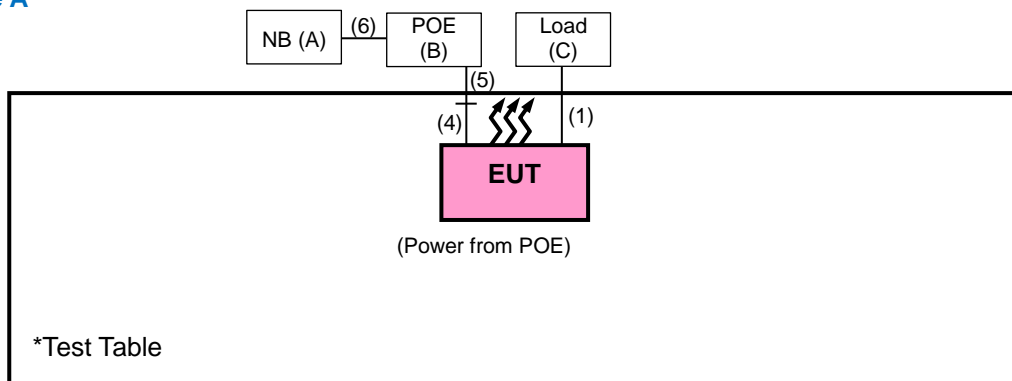 A
NB (A)
(6)
POE
(B)
Load
(C)
(5)
(4)
(1)
EUT
(Power from POE)
*Test Table